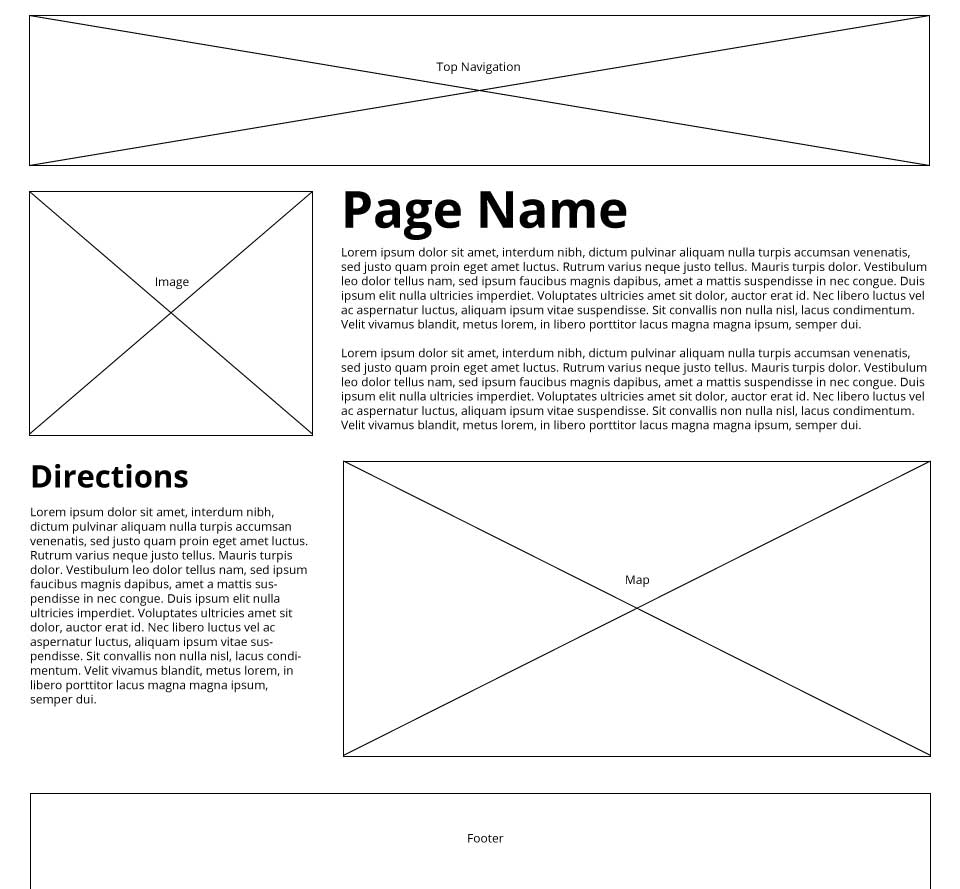 Top Navigation
Image
Page Name
Lorem ipsum dolor sit amet, interdum nibh, dictum pulvinar aliquam nulla turpis accumsan venenatis,
sed justo quam proin eget amet luctus. Rutrum varius neque justo tellus. Mauris turpis dolor. Vestibulum
leo dolor tellus nam, sed ipsum faucibus magnis dapibus, amet a mattis suspendisse in nec congue. Duis
ipsum elit nulla ultricies imperdiet. Voluptates ultricies amet sit dolor, auctor erat id. Nec libero luctus vel
ac aspernatur luctus, aliquam ipsum vitae suspendisse. Sit convallis non nulla nisl, lacus condimentum.
Velit vivamus blandit, metus lorem, in libero porttitor lacus magna magna ipsum, semper dui.
Lorem ipsum dolor sit amet, interdum nibh, dictum pulvinar aliquam nulla turpis accumsan venenatis,
sed justo quam proin eget amet luctus. Rutrum varius neque justo tellus. Mauris turpis dolor. Vestibulum
leo dolor tellus nam, sed ipsum faucibus magnis dapibus, amet a mattis suspendisse in nec congue. Duis
ipsum elit nulla ultricies imperdiet. Voluptates ultricies amet sit dolor, auctor erat id. Nec libero luctus vel
ac aspernatur luctus, aliquam ipsum vitae suspendisse. Sit convallis non nulla nisl, lacus condimentum.
Velit vivamus blandit, metus lorem, in libero porttitor lacus magna magna ipsum, semper dui.
Directions
Lorem ipsum dolor sit amet, interdum nibh,
dictum pulvinar aliquam nulla turpis accumsan
venenatis, sed justo quam proin eget amet luctus.
Rutrum varius neque justo tellus. Mauris turpis
dolor. Vestibulum leo dolor tellus nam, sed ipsum
faucibus magnis dapibus, amet a mattis sus-
pendisse in nec congue. Duis ipsum elit nulla
ultricies imperdiet. Voluptates ultricies amet sit
dolor, auctor erat id. Nec libero luctus vel ac
aspernatur luctus, aliquam ipsum vitae sus-
pendisse. Sit convallis non nulla nisl, lacus condi-
mentum. Velit vivamus blandit, metus lorem, in
libero porttitor lacus magna magna ipsum,
semper dui.
Map
Footer